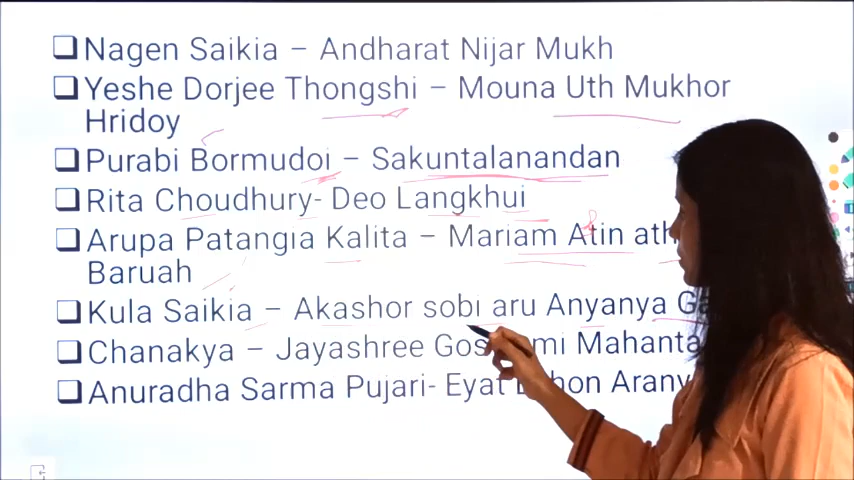 Nagen Saikia – Andharat Nijar Mukh
Yeshe Dorjee Thongshi – Mouna Uth Mukhor
Hridoy
Purabi Bormudoi – Sakuntalanandan
Rita Choudhury- Deo Langkhui
Arupa Patangia Kalita – Mariam Atin
Baruah
Kula Saikia – Akashor sobi aru Anyanya
Chanakya – Jayashree Mahanta
Anuradha Sarma Pujari- Eyat